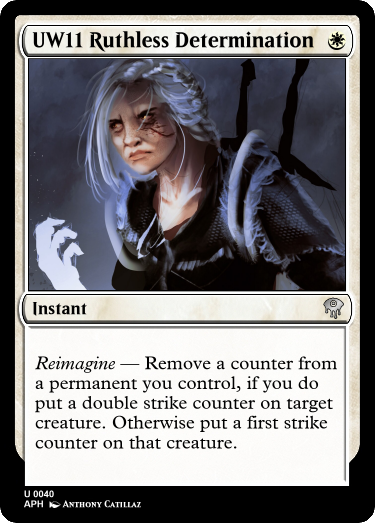 UW11 Ruthless Determination
Instant
Reimagine — Remove a counter from
a permanent you control, if you do
put a double strike counter on target
creature. Otherwise put a first strike
counter on that creature.
U 0040
APH Anthony Catillaz